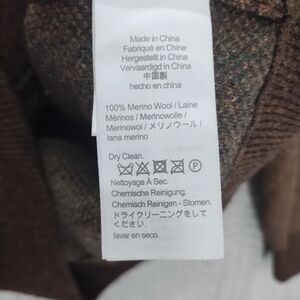 Made in China
Fabriqué en Chine
Hergestellt in China
Vervaardigd in China
中国製
hecho en china
100% Merino Wool / Laine
Mérinos / Merinowolle /
Merinowol / メリノウール /
lana merino
Dry Clean.
Nettoyage À Sec.
Chemische Reinigung.
Chemisch Reinigen - Stomen.
ドライクリーニングをして
ください.
lavar en seco.